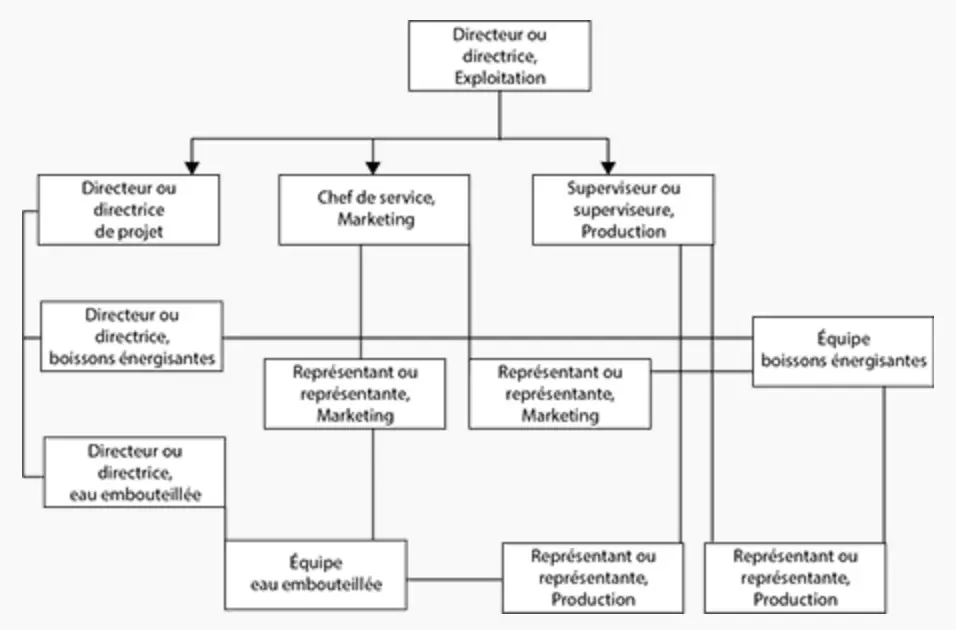 Directeur ou
directrice,
Exploitation
Directeur ou
directrice
de projet
Chef de service,
Marketing
Superviseur ou
superviseure,
Production
Directeur ou
directrice,
boissons énergisantes
Équipe
boissons énergisantes
Représentant ou
représentante,
Marketing
Représentant ou
représentante,
Marketing
Directeur ou
directrice,
eau embouteillée
Équipe
eau embouteillée
Représentant ou
représentante,
Production
Représentant ou
représentante,
Production